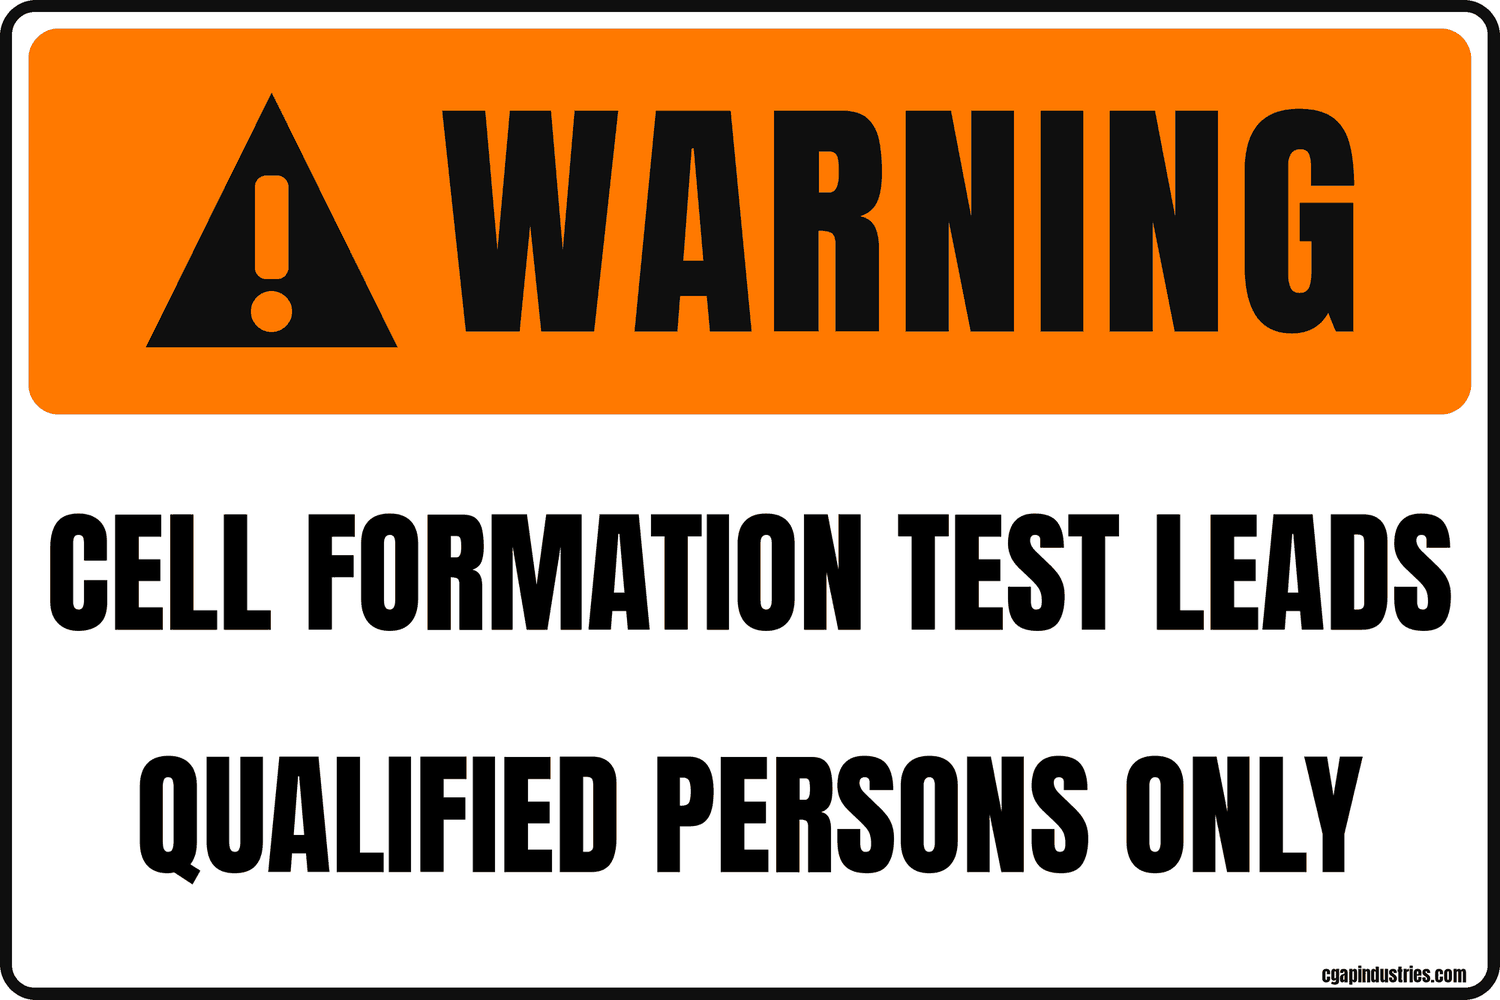 WARNING
CELL FORMATION TEST LEADS
QUALIFIED PERSONS ONLY
cgapindustries.com